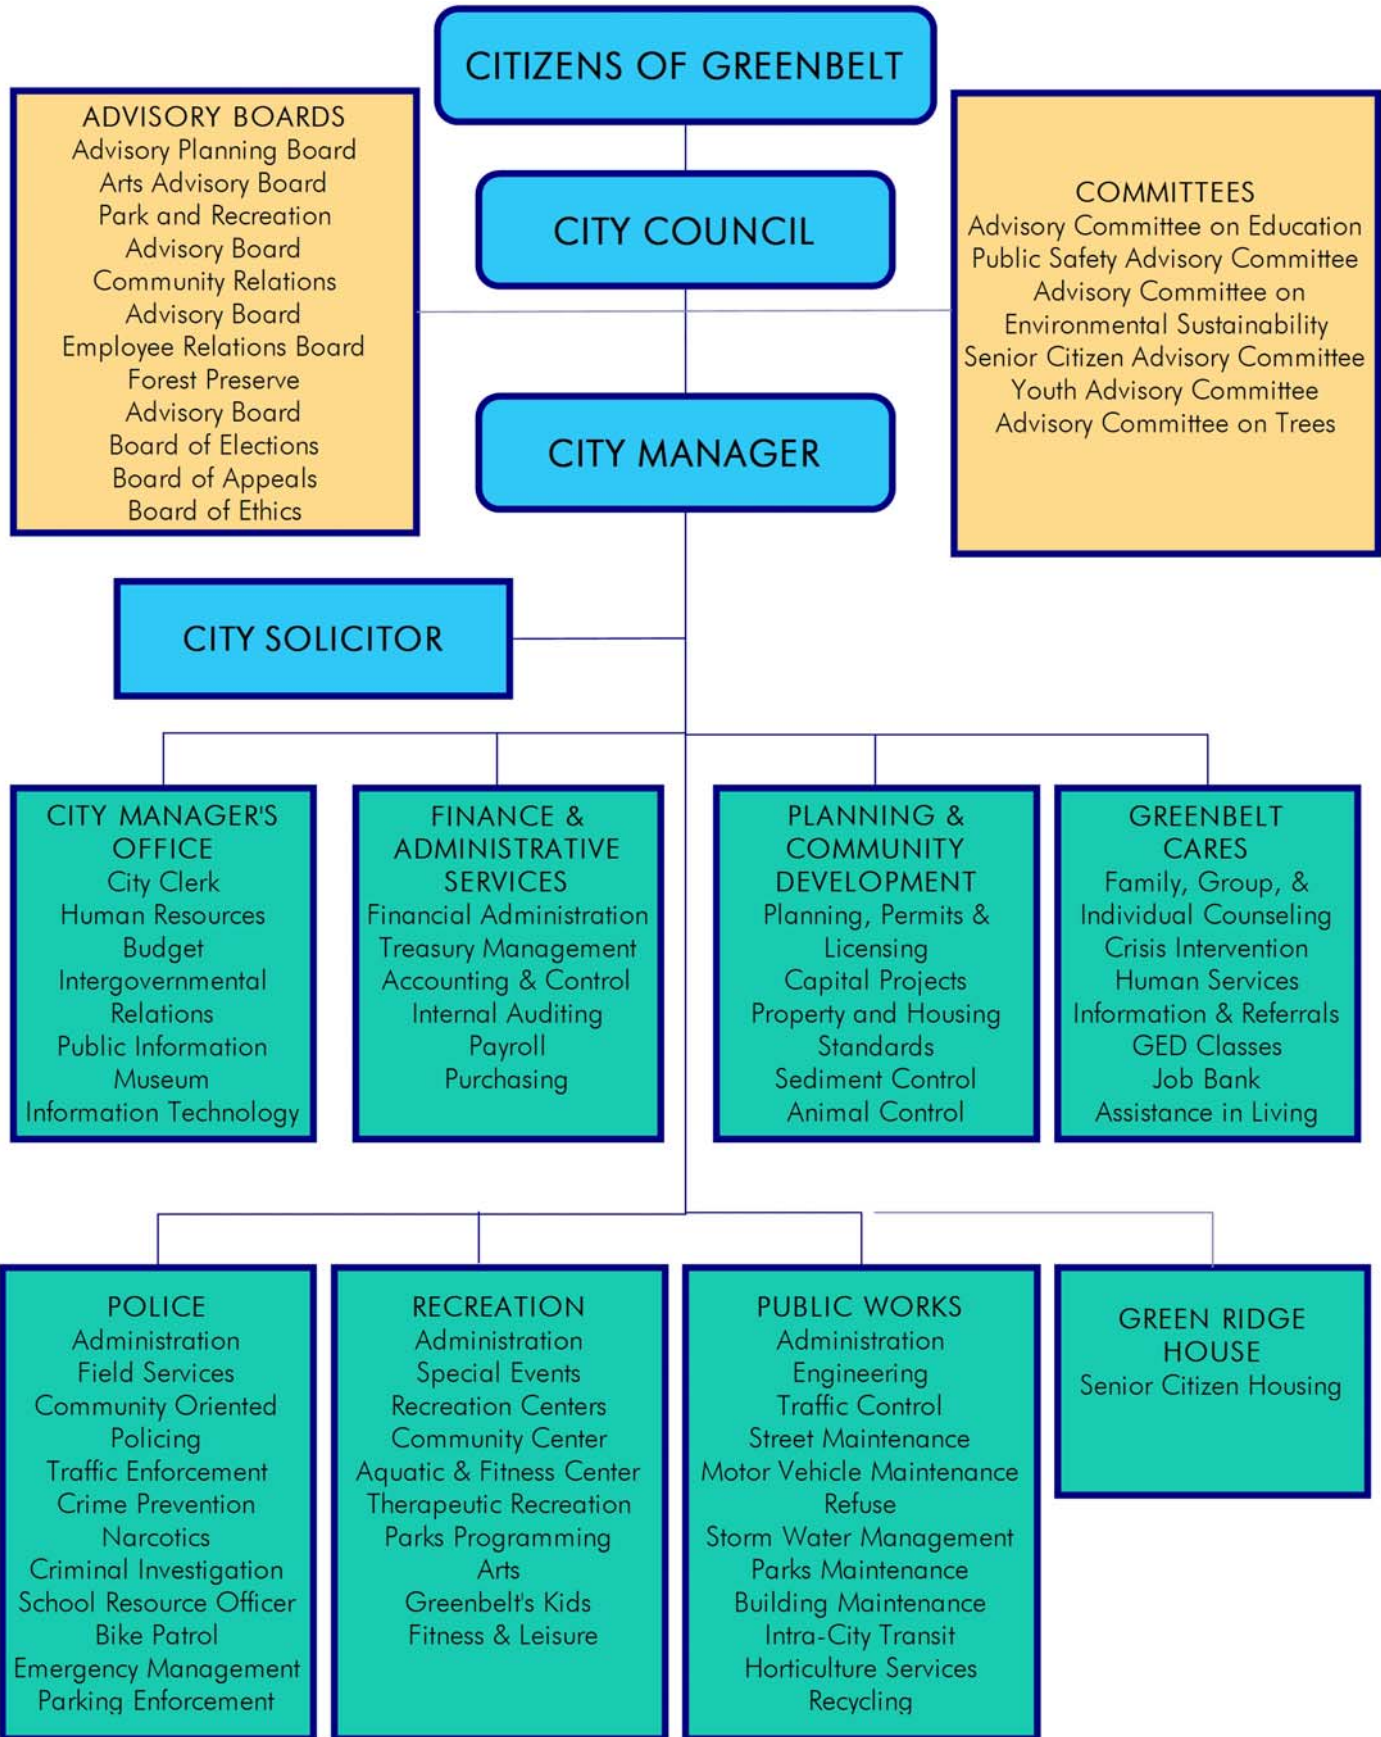 CITIZENS OF GREENBELT
ADVISORY BOARDS
Advisory Planning Board
Arts Advisory Board
Park and Recreation
Advisory Board
Community Relations
Advisory Board
Employee Relations Board
Forest Preserve
Advisory Board
Board of Elections
Board of Appeals
Board of Ethics
CITY COUNCIL
COMMITTEES
Advisory Committee on Education
Public Safety Advisory Committee
Advisory Committee on
Environmental Sustainability
Senior Citizen Advisory Committee
Youth Advisory Committee
Advisory Committee on Trees
CITY MANAGER
CITY SOLICITOR
CITY MANAGER'S
OFFICE
City Clerk
Human Resources
Budget
Intergovernmental
Relations
Public Information
Museum
Information Technology
FINANCE &
ADMINISTRATIVE
SERVICES
Financial Administration
Treasury Management
Accounting & Control
Internal Auditing
Payroll
Purchasing
PLANNING &
COMMUNITY
DEVELOPMENT
Planning, Permits &
Licensing
Capital Projects
Property and Housing
Standards
Sediment Control
Animal Control
GREENBELT
CARES
Family, Group, &
Individual Counseling
Crisis Intervention
Human Services
Information & Referrals
GED Classes
Job Bank
Assistance in Living
POLICE
Administration
Field Services
Community Oriented
Policing
Traffic Enforcement
Crime Prevention
Narcotics
Criminal Investigation
School Resource Officer
Bike Patrol
Emergency Management
Parking Enforcement
RECREATION
Administration
Special Events
Recreation Centers
Community Center
Aquatic & Fitness Center
Therapeutic Recreation
Parks Programming
Arts
Greenbelt's Kids
Fitness & Leisure
PUBLIC WORKS
Administration
Engineering
Traffic Control
Street Maintenance
Motor Vehicle Maintenance
Refuse
Storm Water Management
Parks Maintenance
Building Maintenance
Intra-City Transit
Horticulture Services
Recycling
GREEN RIDGE
HOUSE
Senior Citizen Housing